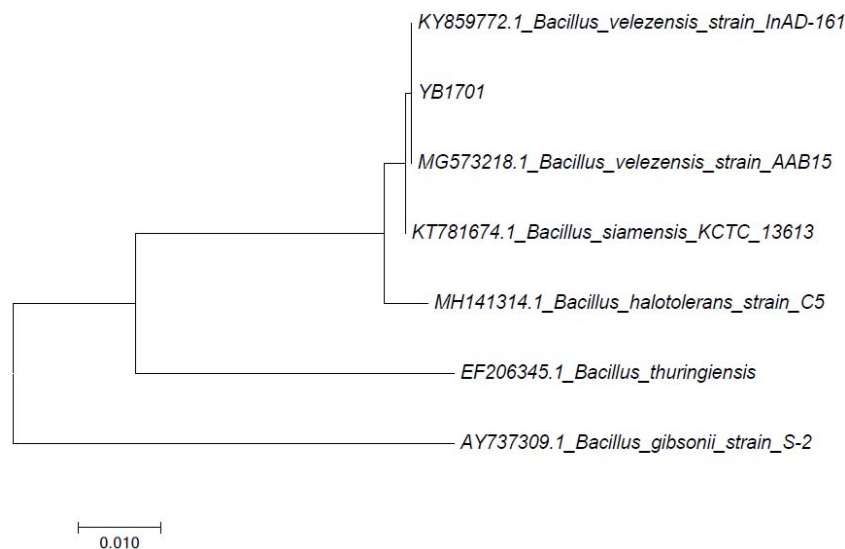 KY859772.1_Bacillus_velezensis_strain_InAD-161
YB1701
MG573218.1_Bacillus_velezensis_strain_AAB15
KT781674.1_Bacillus_siamensis_KCTC_13613
MH141314.1_Bacillus_halotolerans_strain_C5
EF206345.1_Bacillus_thuringiensis
AY737309.1_Bacillus_gibsonii_strain_S-2
0.010